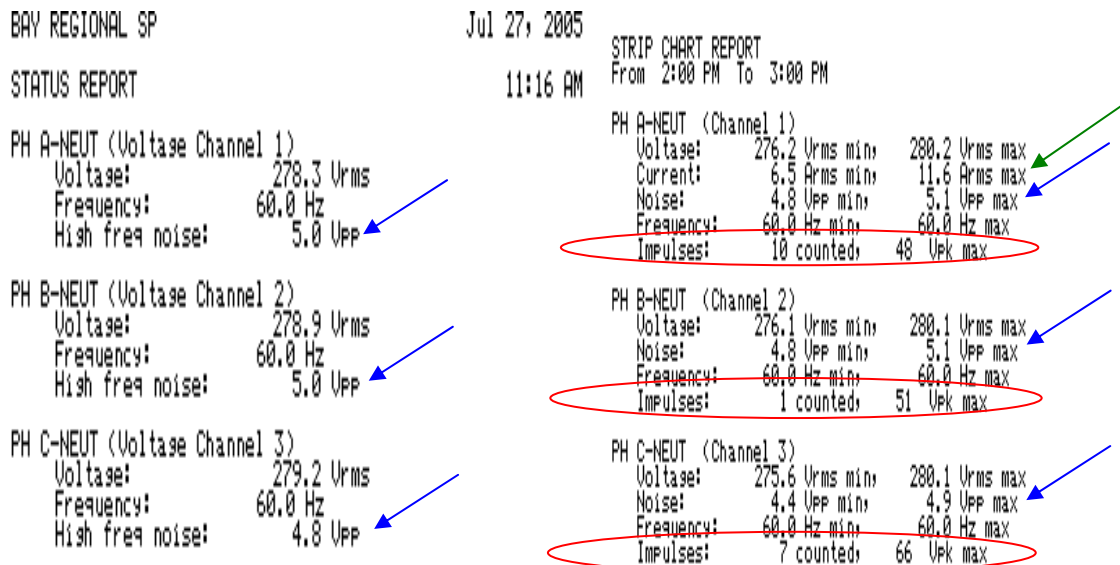 BAY REGIONAL SP Jul 27, 2005
STATUS REPORT 11:16 AM
PH A-NEUT (Voltage Channel 1)
Voltage: 278.3 Vrms
Frequency: 60.0 Hz
High freq noise: 5.0 Vpp
PH B-NEUT (Voltage Channel 2)
Voltage: 278.9 Vrms
Frequency: 60.0 Hz
High freq noise: 5.0 Vpp
PH C-NEUT (Voltage Channel 3)
Voltage: 279.2 Vrms
Frequency: 60.0 Hz
High freq noise: 4.8 Vpp
STRIP CHART REPORT
From 2:00 PM To 3:00 PM
PH A-NEUT (Channel 1)
Voltage: 276.2 Vrms min, 280.2 Vrms max
Current: 6.5 Arms min, 11.6 Arms max
Noise: 4.8 Vpp min, 5.1 Vpp max
Frequency: 60.0 Hz min, 60.0 Hz max
Impulses: 10 counted, 48 Vpk max
PH B-NEUT (Channel 2)
Voltage: 276.1 Vrms min, 280.1 Vrms max
Noise: 4.8 Vpp min, 5.1 Vpp max
Frequency: 60.0 Hz min, 60.0 Hz max
Impulses: 1 counted, 51 Vpk max
PH C-NEUT (Channel 3)
Voltage: 275.6 Vrms min, 280.1 Vrms max
Noise: 4.4 Vpp min, 4.9 Vpp max
Frequency: 60.0 Hz min, 60.0 Hz max
Impulses: 7 counted, 66 Vpk max